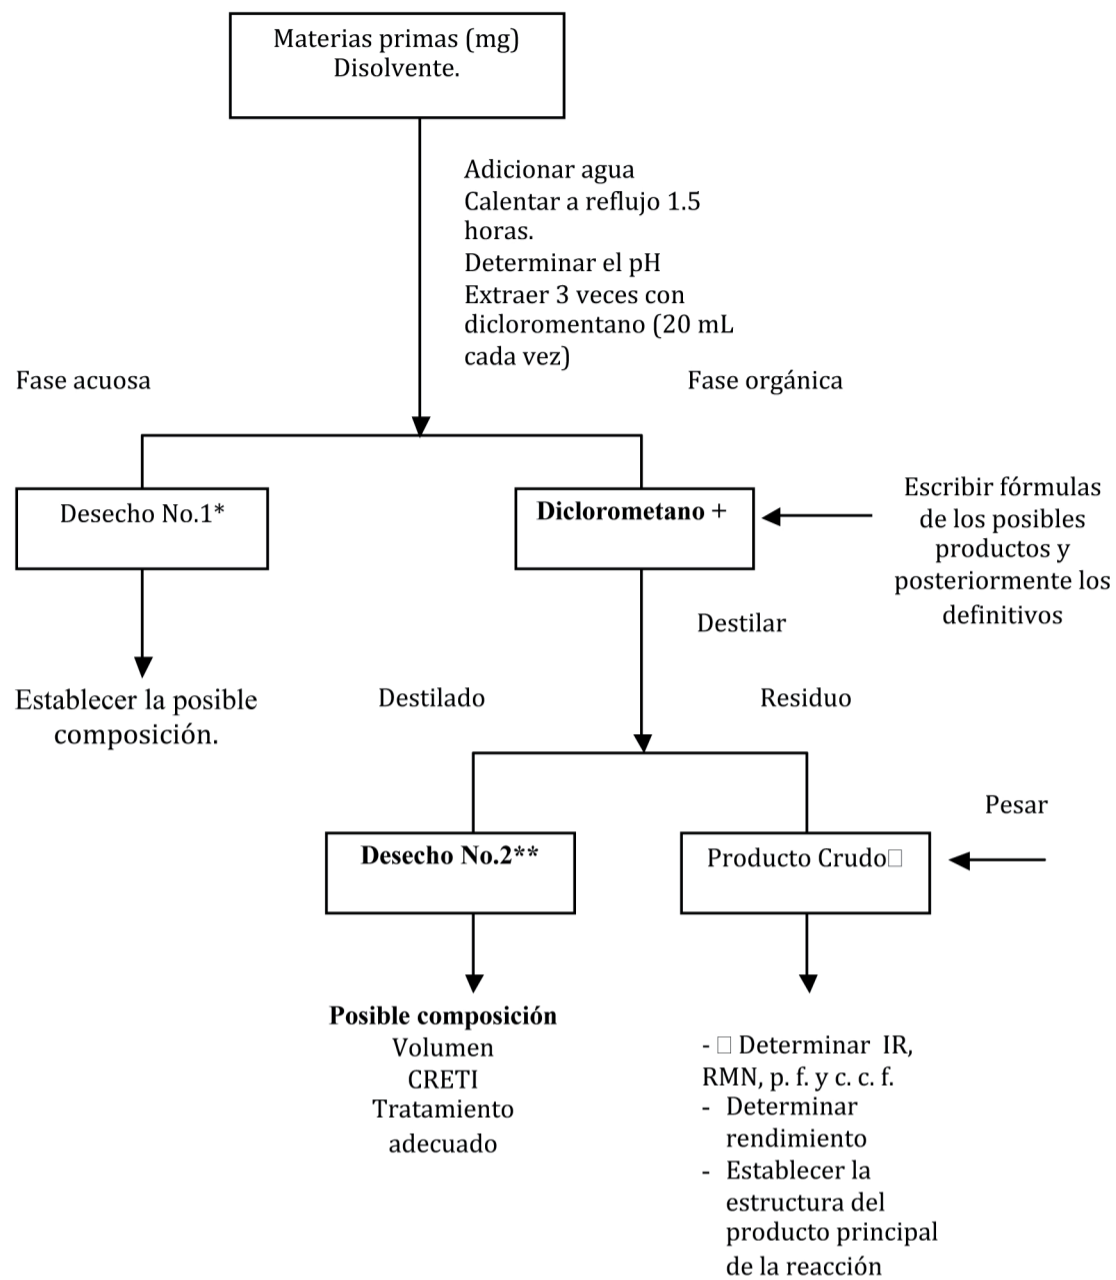 Materias primas (mg)
Disolvente.
Adicionar agua
Calentar a reflujo 1.5
horas.
Determinar el pH
Extraer 3 veces con
dicloromentano (20 mL
cada vez)
Fase acuosa
Fase orgánica
Desecho No.1*
Diclorometano +
Escribir fórmulas
de los posibles
productos y
posteriormente los
definitivos
Establecer la posible
composición.
Destilar
Destilado
Residuo
Pesar
Desecho No.2**
Producto Crudo□
Posible composición
Volumen
CRETI
Tratamiento
adecuado
- □ Determinar IR,
RMN, p. f. y c. c. f.
- Determinar
rendimiento
- Establecer la
estructura del
producto principal
de la reacción